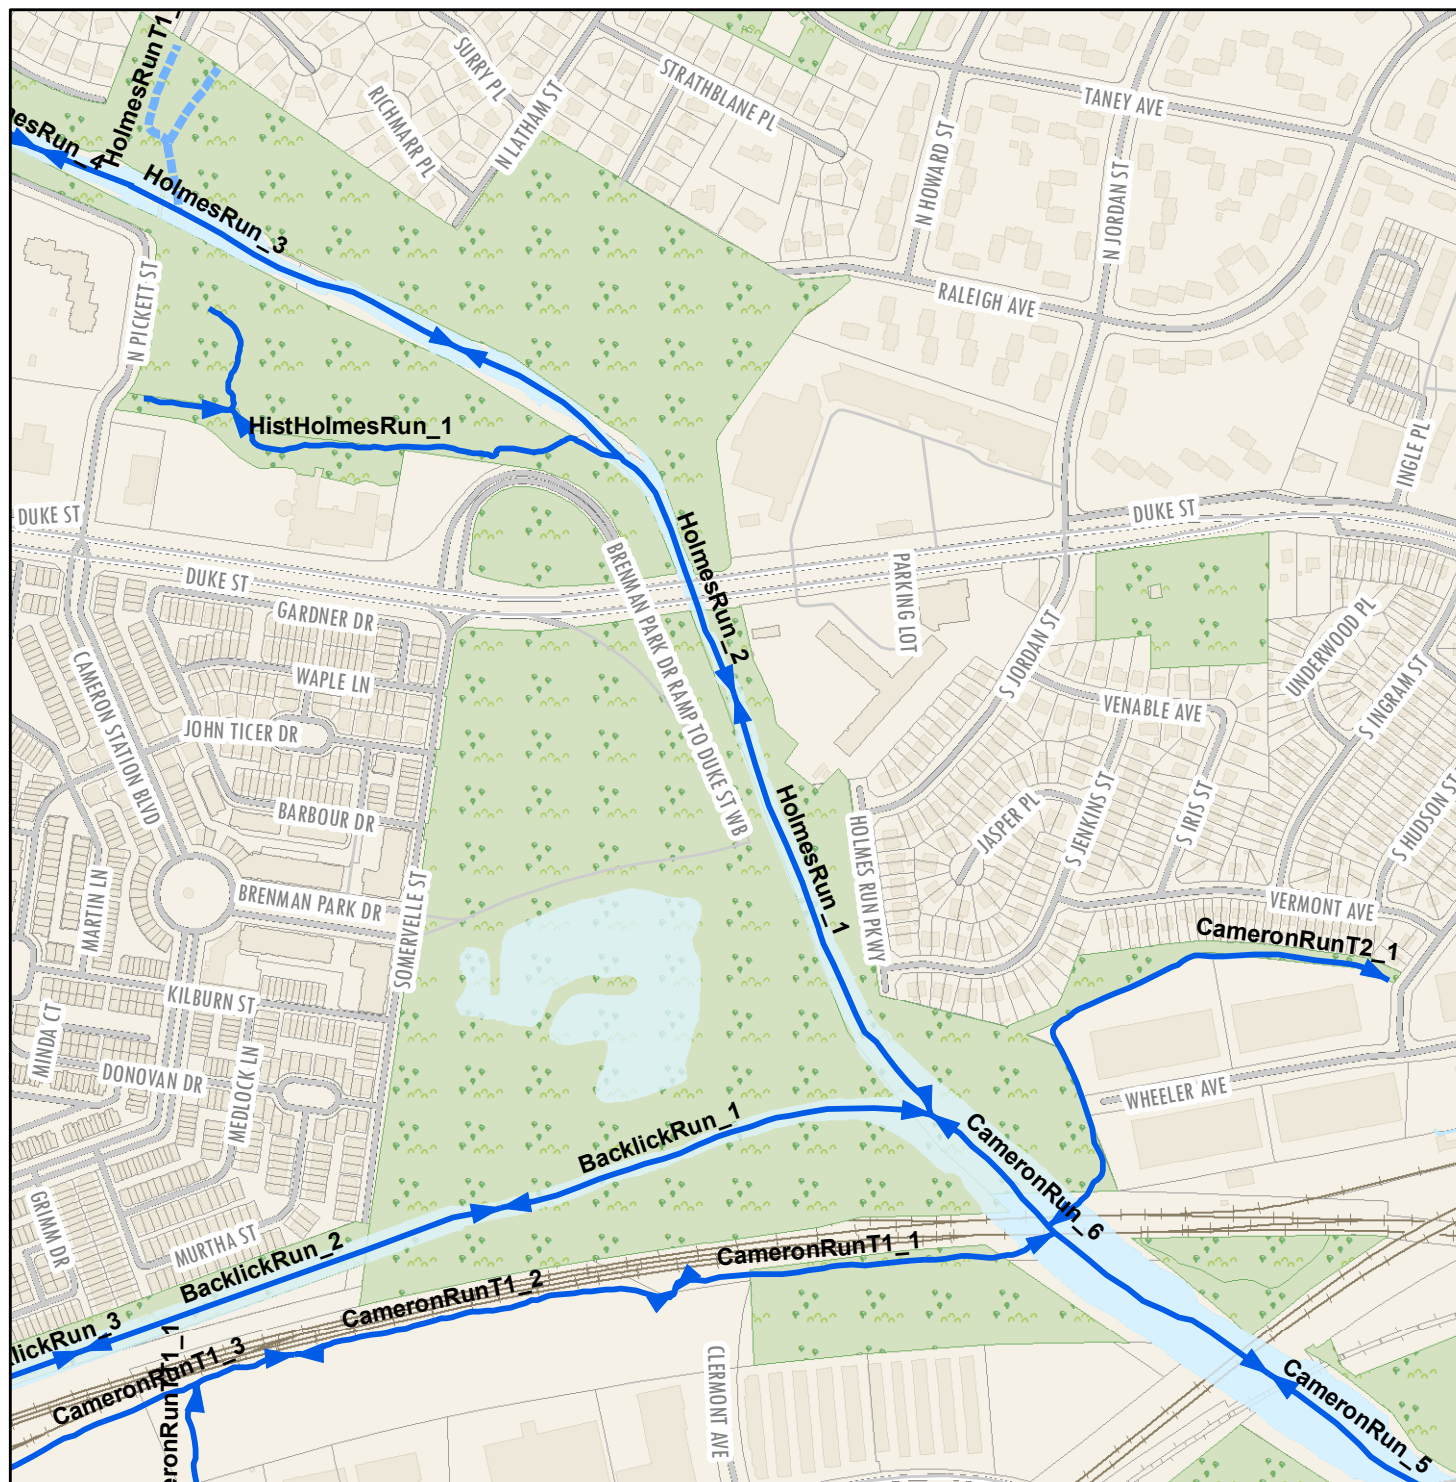 HolmesRunT1_
SURRY PL
STRATHBLANE PL
RICHMARR PL
N LATHAM ST
TANEY AVE
N HOWARD ST
N JORDAN ST
mesRun_4
HolmesRun_3
N PICKETT ST
RALEIGH AVE
HistHolmesRun_1
INGLE PL
DUKE ST
DUKE ST
DUKE ST
HolmesRun_2
BRENMAN PARK DR RAMP TO DUKE ST WB
PARKING LOT
GARDNER DR
WAPLE LN
JOHN TICER DR
CAMERON STATION BLVD
BARBOUR DR
S JORDAN ST
VENABLE AVE
UNDERWOOD PL
S INGRAM ST
S HUDSON ST
S IRIS ST
S JENKINS ST
JASPER PL
HOLMES RUN PKWY
HolmesRun_1
MARTIN LN
BRENMAN PARK DR
SOMERVELLE ST
VERMONT AVE
CameronRunT2_1
KILBURN ST
MINDA CT
DONOVAN DR
MEDLOCK LN
WHEELER AVE
BacklickRun_1
CameronRun_6
GRIMM DR
MURTHA ST
BacklickRun_2
CameronRunT1_1
CameronRunT1_2
lickRun_3
CameronRunT1_3
eronRunT1T1_1
CLERMONT AVE
CameronRun_5